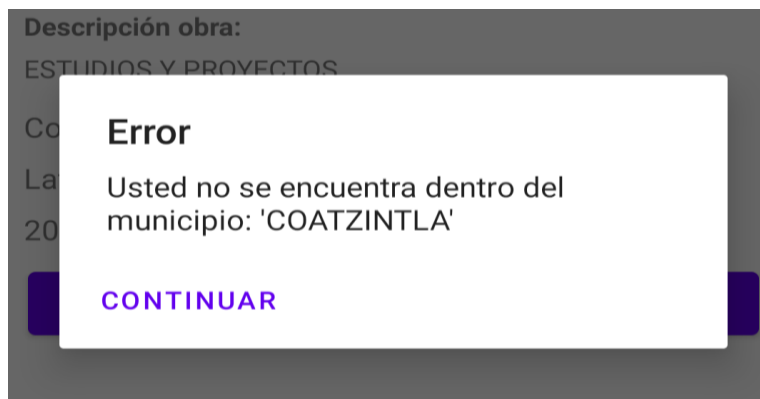 Descripción obra:
ESTUDIOS Y PROYECTOS
Error
Usted no se encuentra dentro del
municipio: 'COATZINTLA'
CONTINUAR